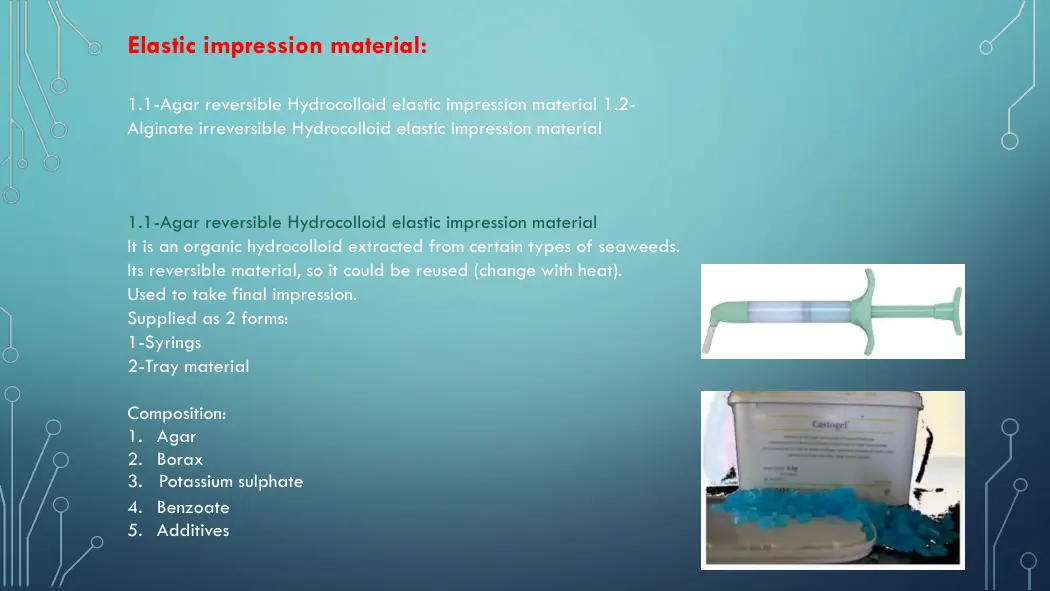 Elastic impression material:
1.1-Agar reversible Hydrocolloid elastic impression material 1.2-
Alginate irreversible Hydrocolloid elastic impression material
1.1-Agar reversible Hydrocolloid elastic impression material
It is an organic hydrocolloid extracted from certain types of seaweeds.
Its reversible material, so it could be reused (change with heat).
Used to take final impression.
Supplied as 2 forms:
1-Syrings
2-Tray material
Composition:
1. Agar
2. Borax
3. Potassium sulphate
4. Benzoate
5. Additives
Castogel